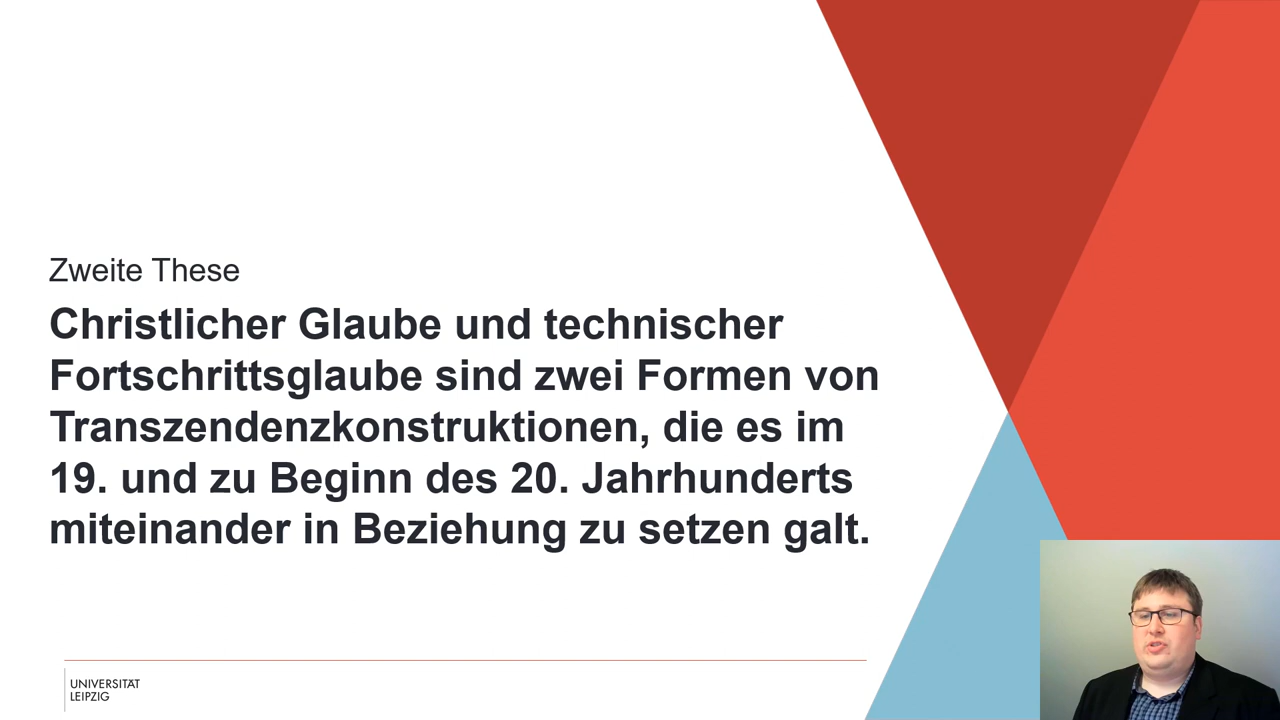 Zweite These
Christlicher Glaube und technischer
Fortschrittsglaube sind zwei Formen von
Transzendenzkonstruktionen, die es im
19. und zu Beginn des 20. Jahrhunderts
miteinander in Beziehung zu setzen galt.
UNIVERSITÄT
LEIPZIG